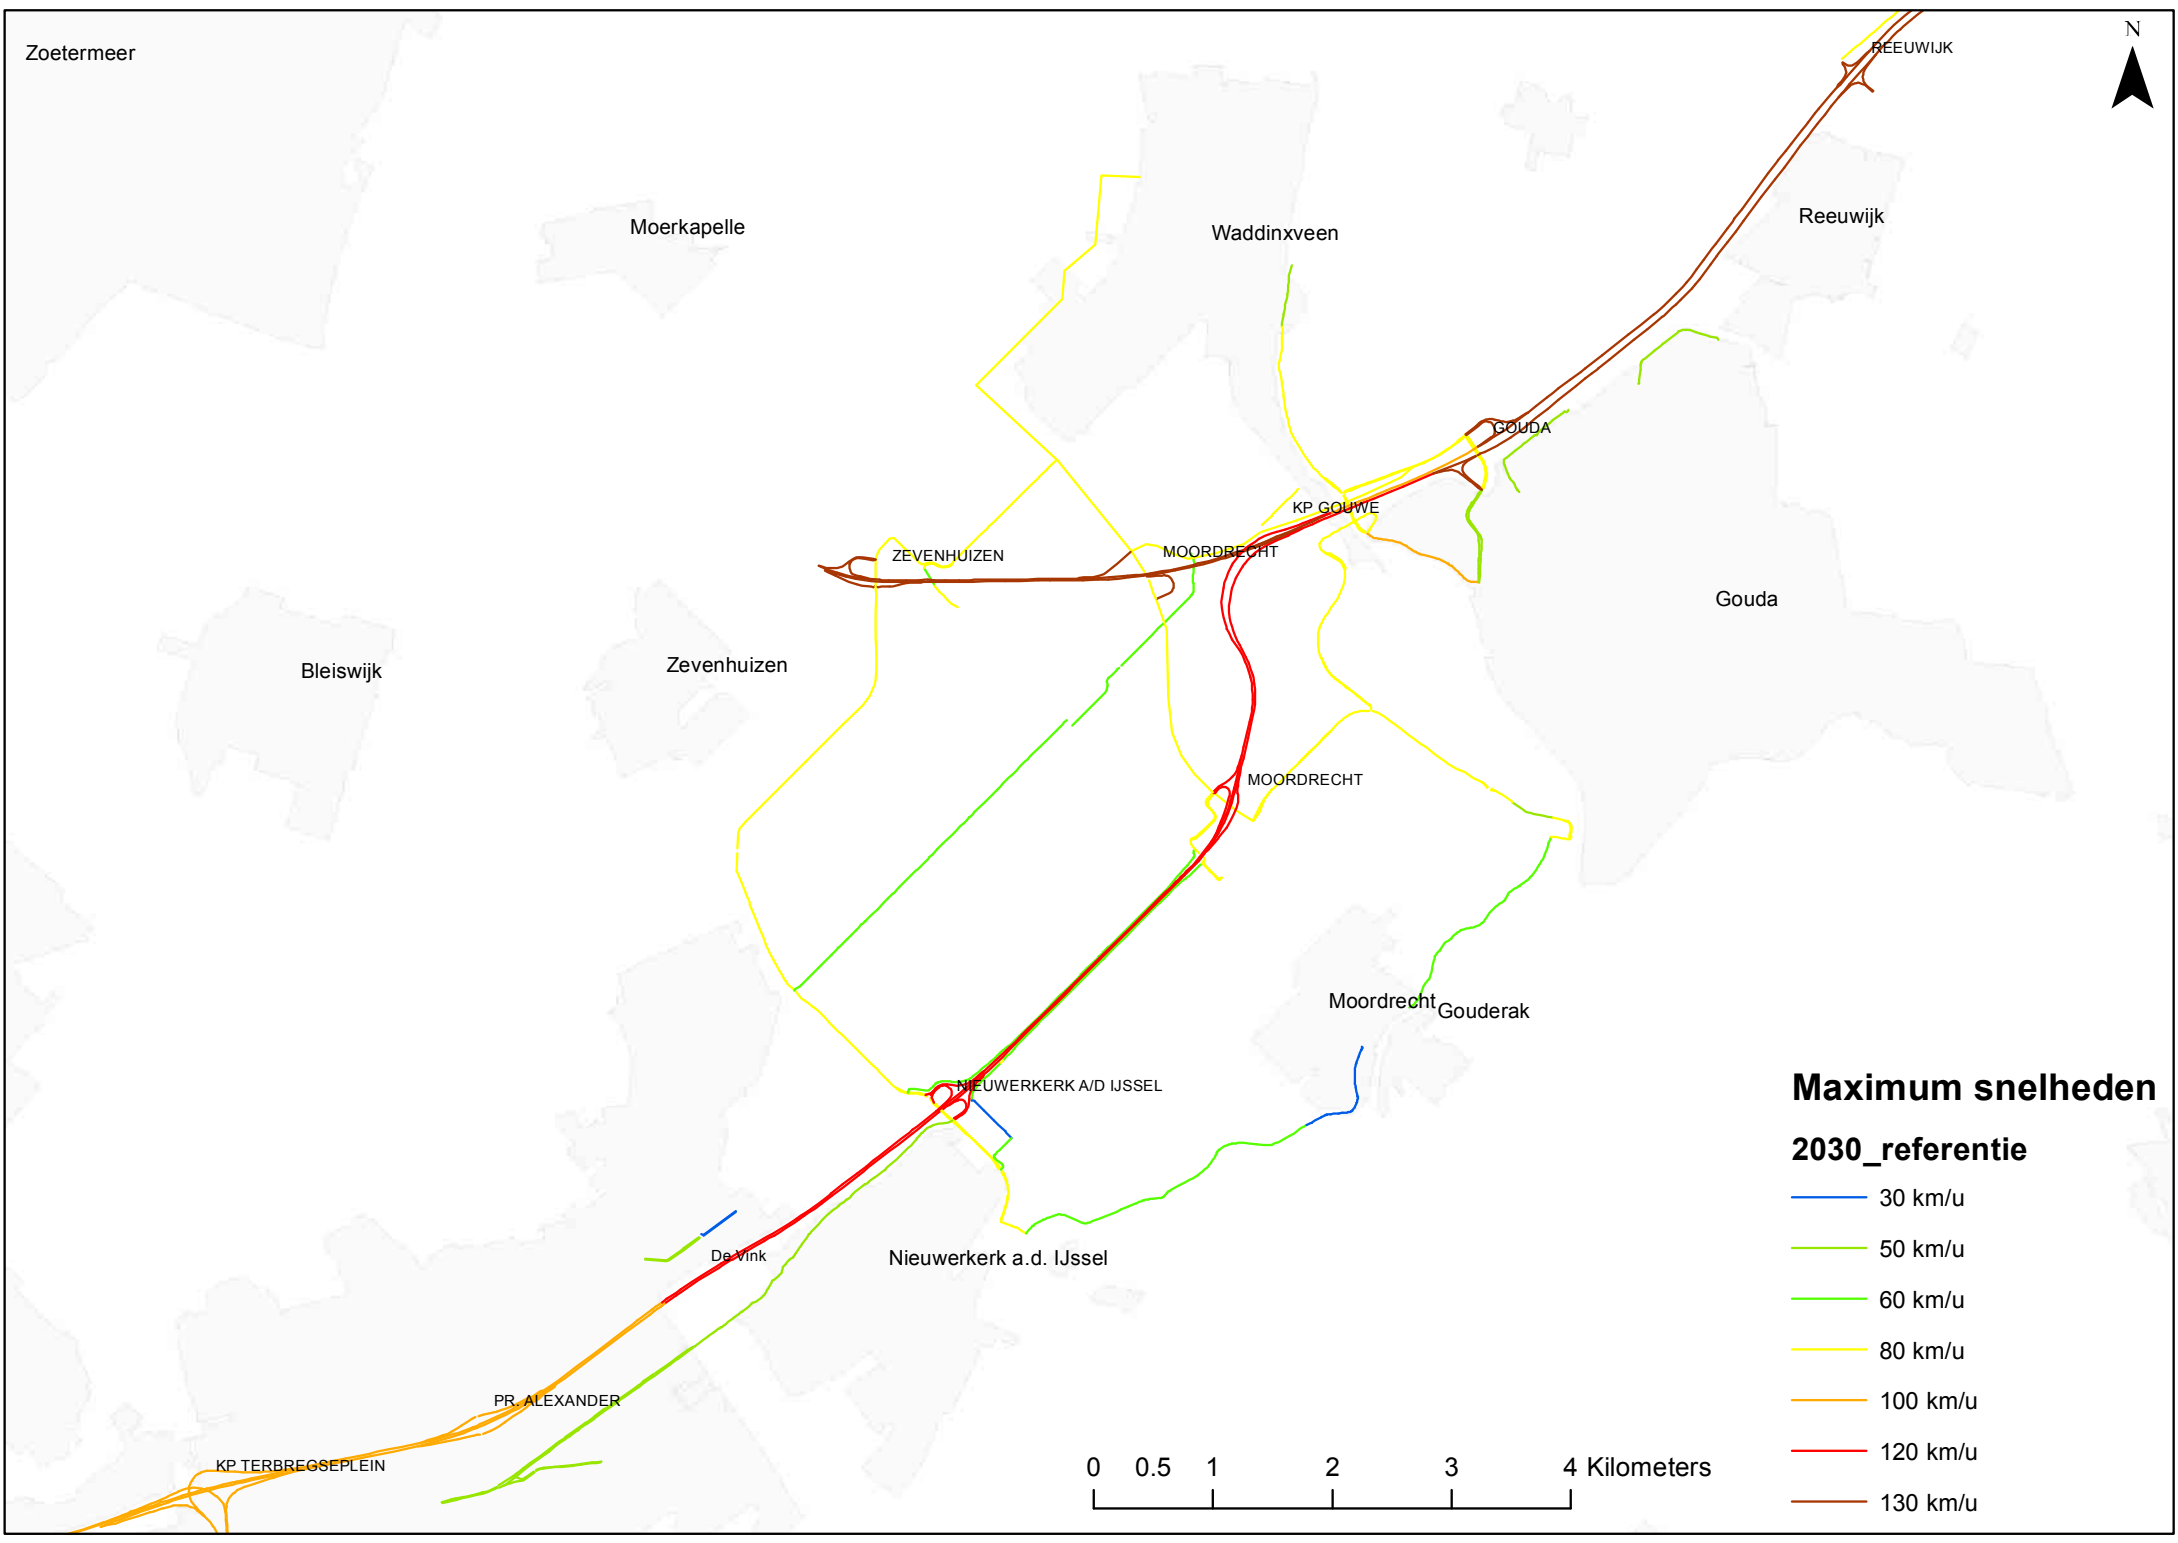 Zoetermeer
N
REEUWIJK
Moerkapelle
Waddinxveen
Reeuwijk
GOUDA
KP GOUWE
ZEVENHUIZEN
MOORDRECHT
Gouda
Bleiswijk
Zevenhuizen
MOORDRECHT
Moordrecht
Gouderak
NIEUWERKERK A/D IJSSEL
De Vink
Nieuwerkerk a.d. IJssel
PR. ALEXANDER
KP TERBREGSEPLEIN
Maximum snelheden
2030_referentie
30 km/u
50 km/u
60 km/u
80 km/u
100 km/u
120 km/u
130 km/u
0 0.5 1 2 3 4 Kilometers